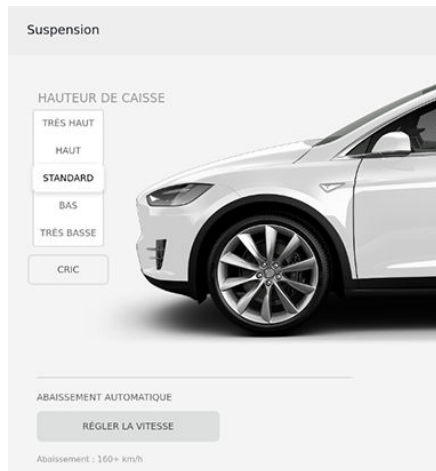 Suspension
HAUTEUR DE CAISSE
TRÈS HAUT
HAUT
STANDARD
BAS
TRÈS BASSE
CRIC
ABAISSEMENT AUTOMATIQUE
RÉGLER LA VITESSE
Abaissement : 160+ km/h